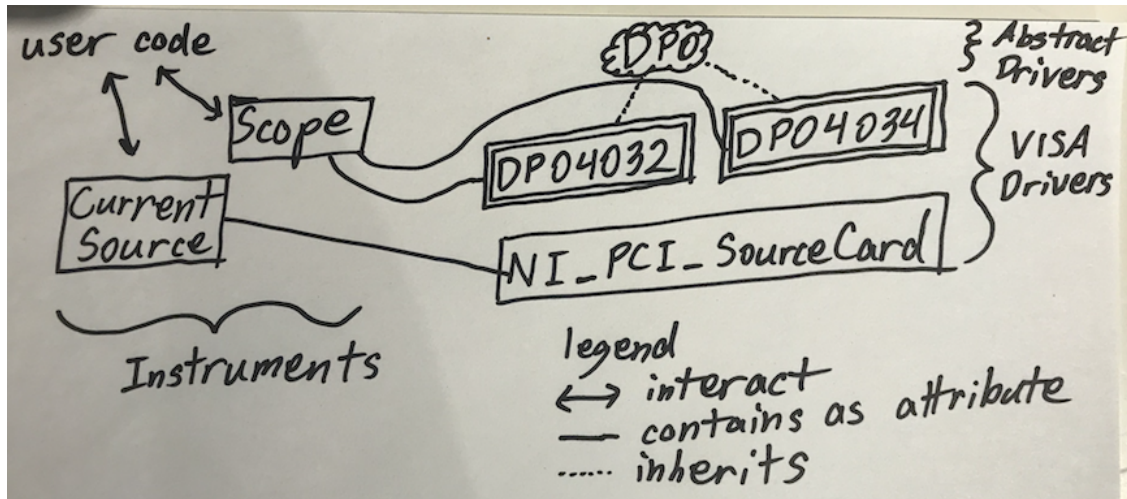 user code
DPO
Abstract
Drivers
Scope
DPO4032
DPO4034
VISA
Drivers
Current
Source
NI_PCI_SourceCard
Instruments
legend
interact
contains as attribute
inherits